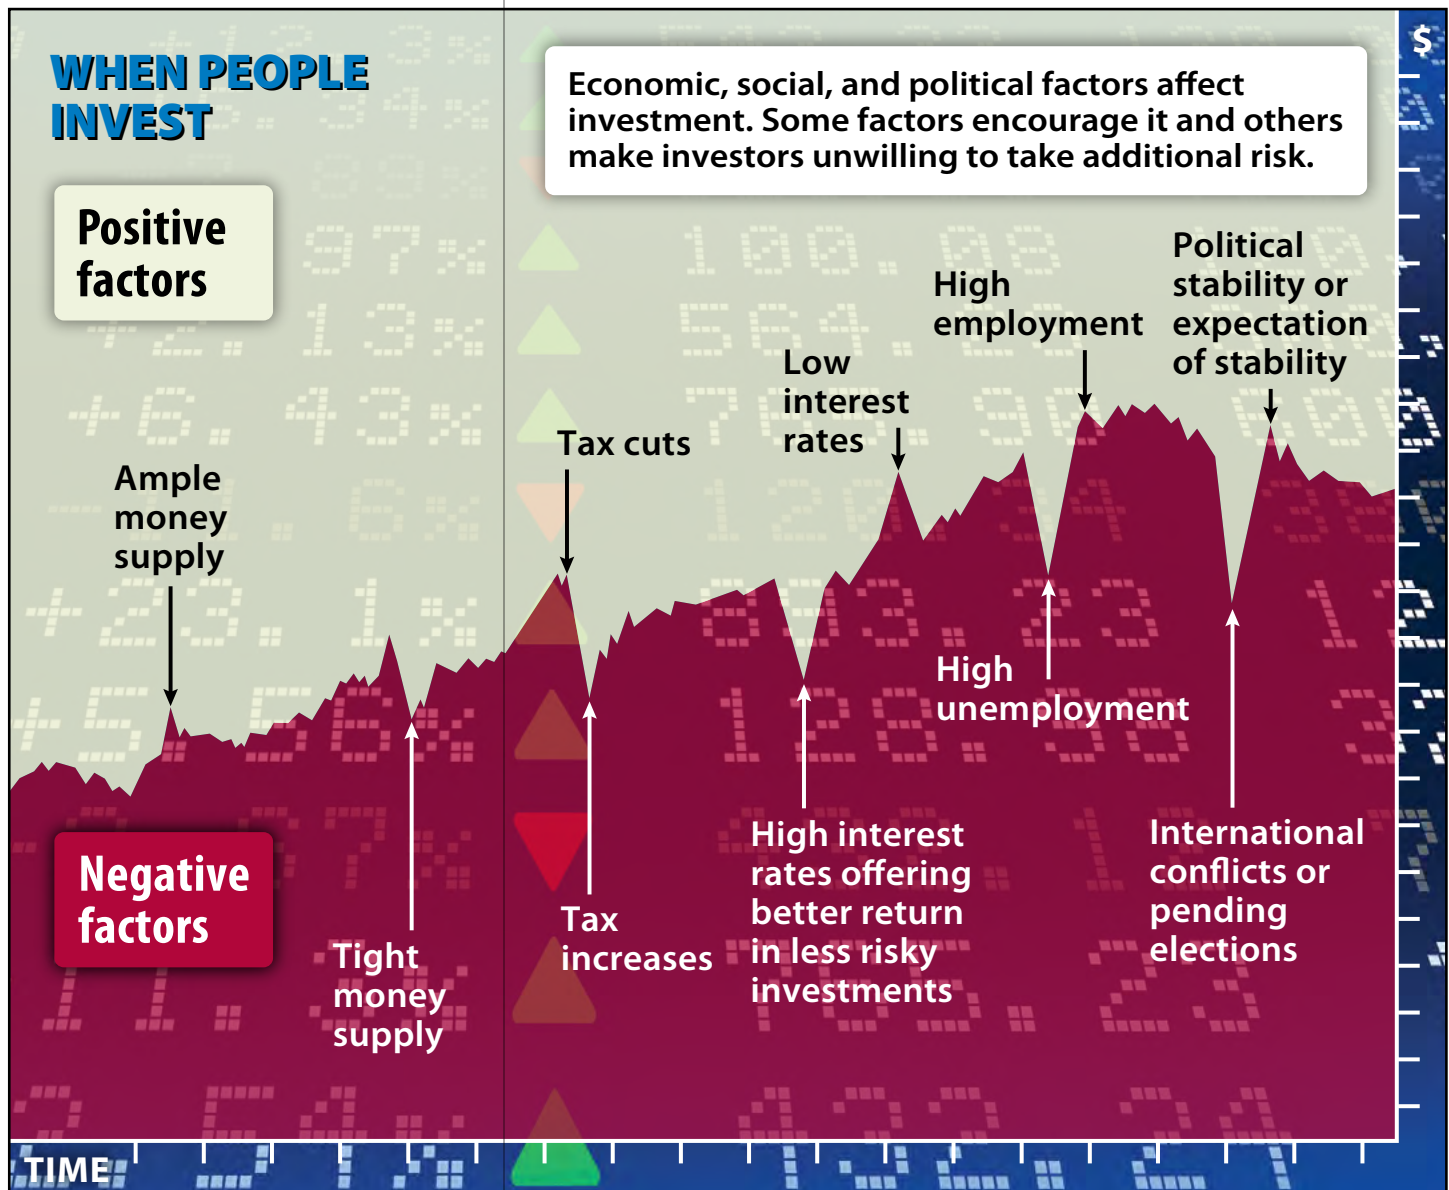 WHEN PEOPLE
INVEST
$
Economic, social, and political factors affect
investment. Some factors encourage it and others
make investors unwilling to take additional risk.
Positive
factors
Ample
money
supply
Tax cuts
Low
interest
rates
High
employment
Political
stability or
expectation
of stability
Negative
factors
Tight
money
supply
Tax
increases
High interest
rates offering
better return
in less risky
investments
High
unemployment
International
conflicts or
pending
elections
TIME